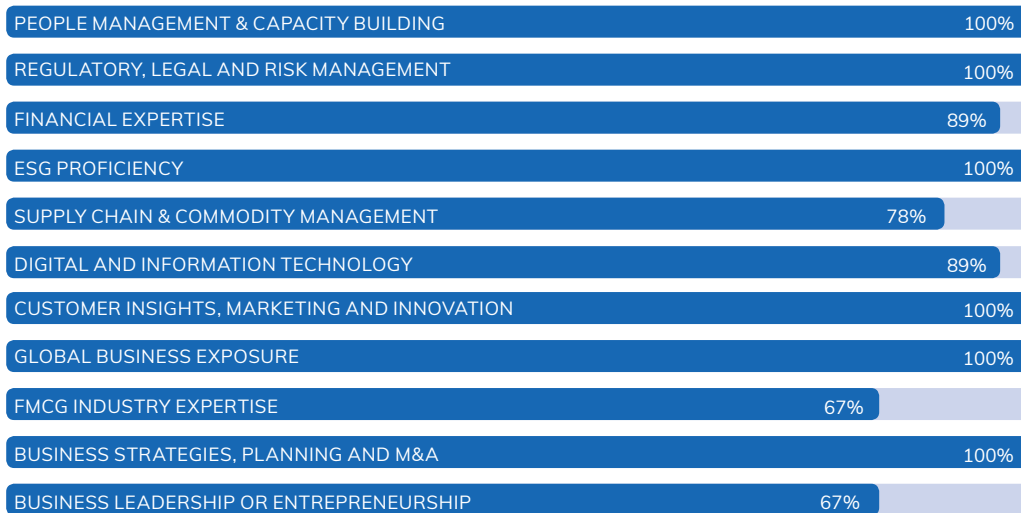 PEOPLE MANAGEMENT & CAPACITY BUILDING 100%
REGULATORY, LEGAL AND RISK MANAGEMENT 100%
FINANCIAL EXPERTISE 89%
ESG PROFICIENCY 100%
SUPPLY CHAIN & COMMODITY MANAGEMENT 78%
DIGITAL AND INFORMATION TECHNOLOGY 89%
CUSTOMER INSIGHTS, MARKETING AND INNOVATION 100%
GLOBAL BUSINESS EXPOSURE 100%
FMCG INDUSTRY EXPERTISE 67%
BUSINESS STRATEGIES, PLANNING AND M&A 100%
BUSINESS LEADERSHIP OR ENTREPRENEURSHIP 67%